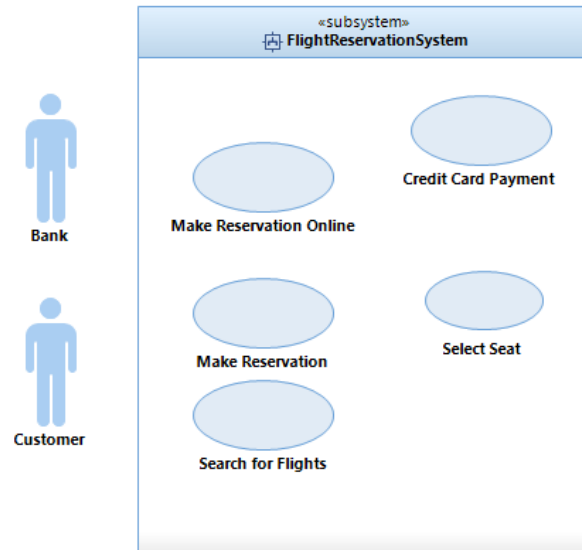 «subsystem»
FlightReservationSystem
Credit Card Payment
Make Reservation Online
Bank
Select Seat
Make Reservation
Customer
Search for Flights